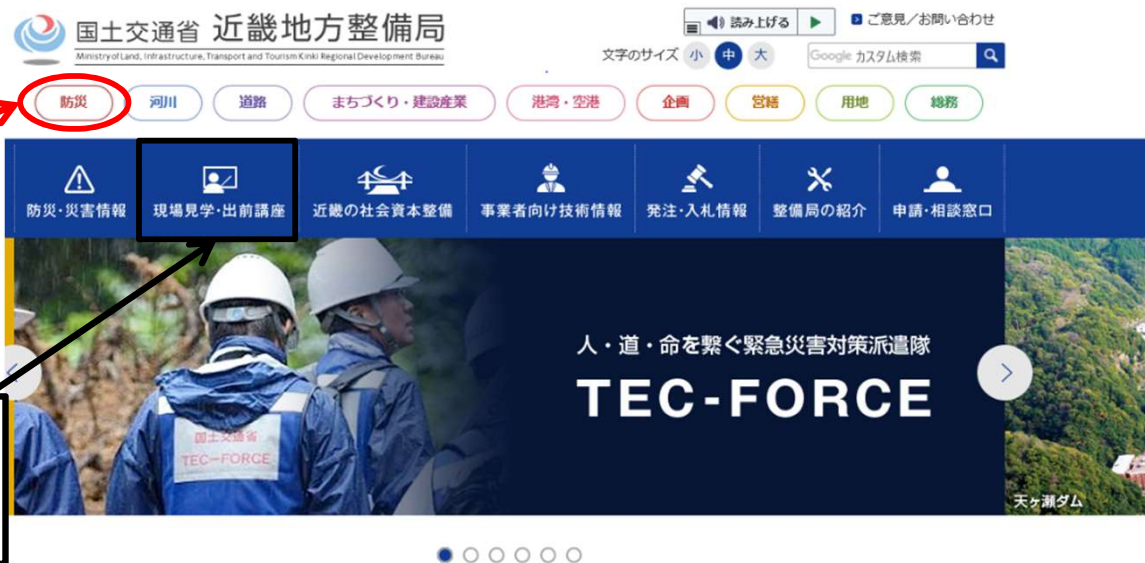 国土交通省 近畿地方整備局
Ministry of Land, Infrastructure, Transport and Tourism Kinki Regional Development Bureau
読み上げる
ご意見／お問い合わせ
文字のサイズ 小 中 大
Google カスタム検索
防災 河川 道路 まちづくり・建設産業 港湾・空港 企画 営繕 用地 総務
防災・災害情報 現場見学・出前講座 近畿の社会資本整備 事業者向け技術情報 発注・入札情報 整備局の紹介 申請・相談窓口
人・道・命を繋ぐ緊急災害対策派遣隊
TEC-FORCE
国土交通省
TEC-FORCE
天ヶ瀬ダム